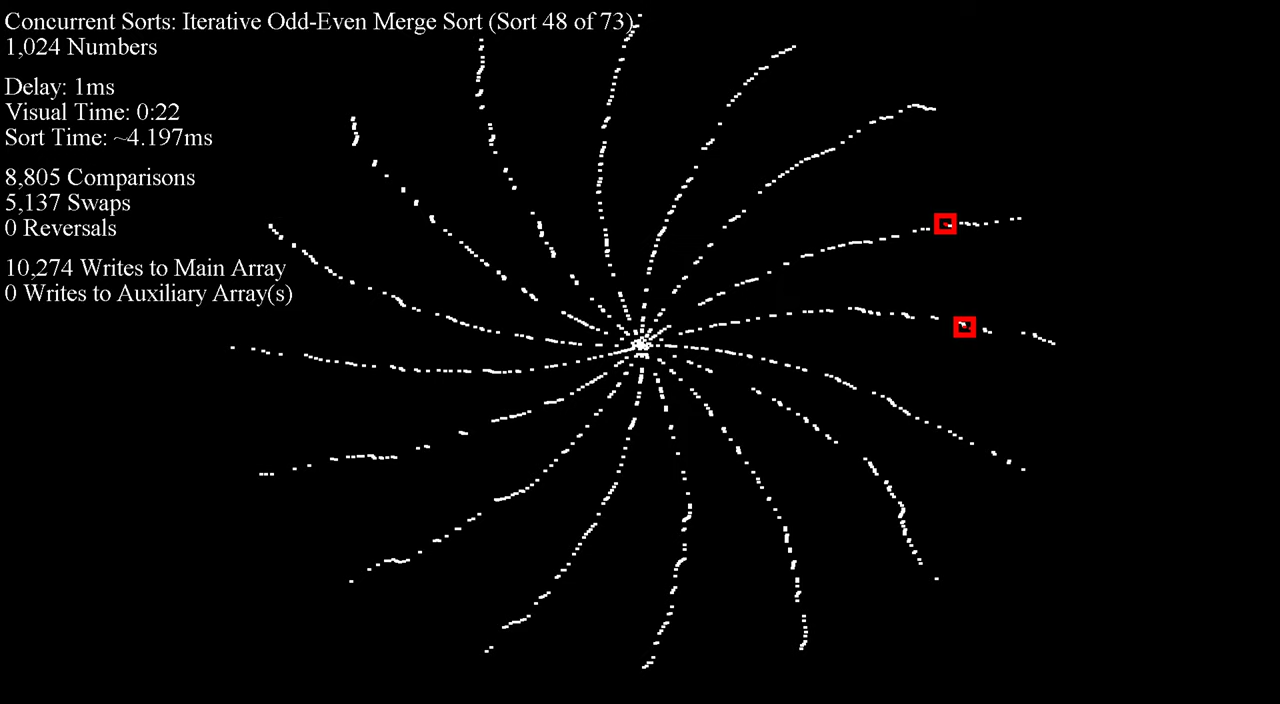 Concurrent Sorts: Iterative Odd-Even Merge Sort (Sort 48 of 73)
1,024 Numbers
Delay: 1ms
Visual Time: 0:22
Sort Time: ~4.197ms
8,805 Comparisons
5,137 Swaps
0 Reversals
10,274 Writes to Main Array
0 Writes to Auxiliary Array(s)